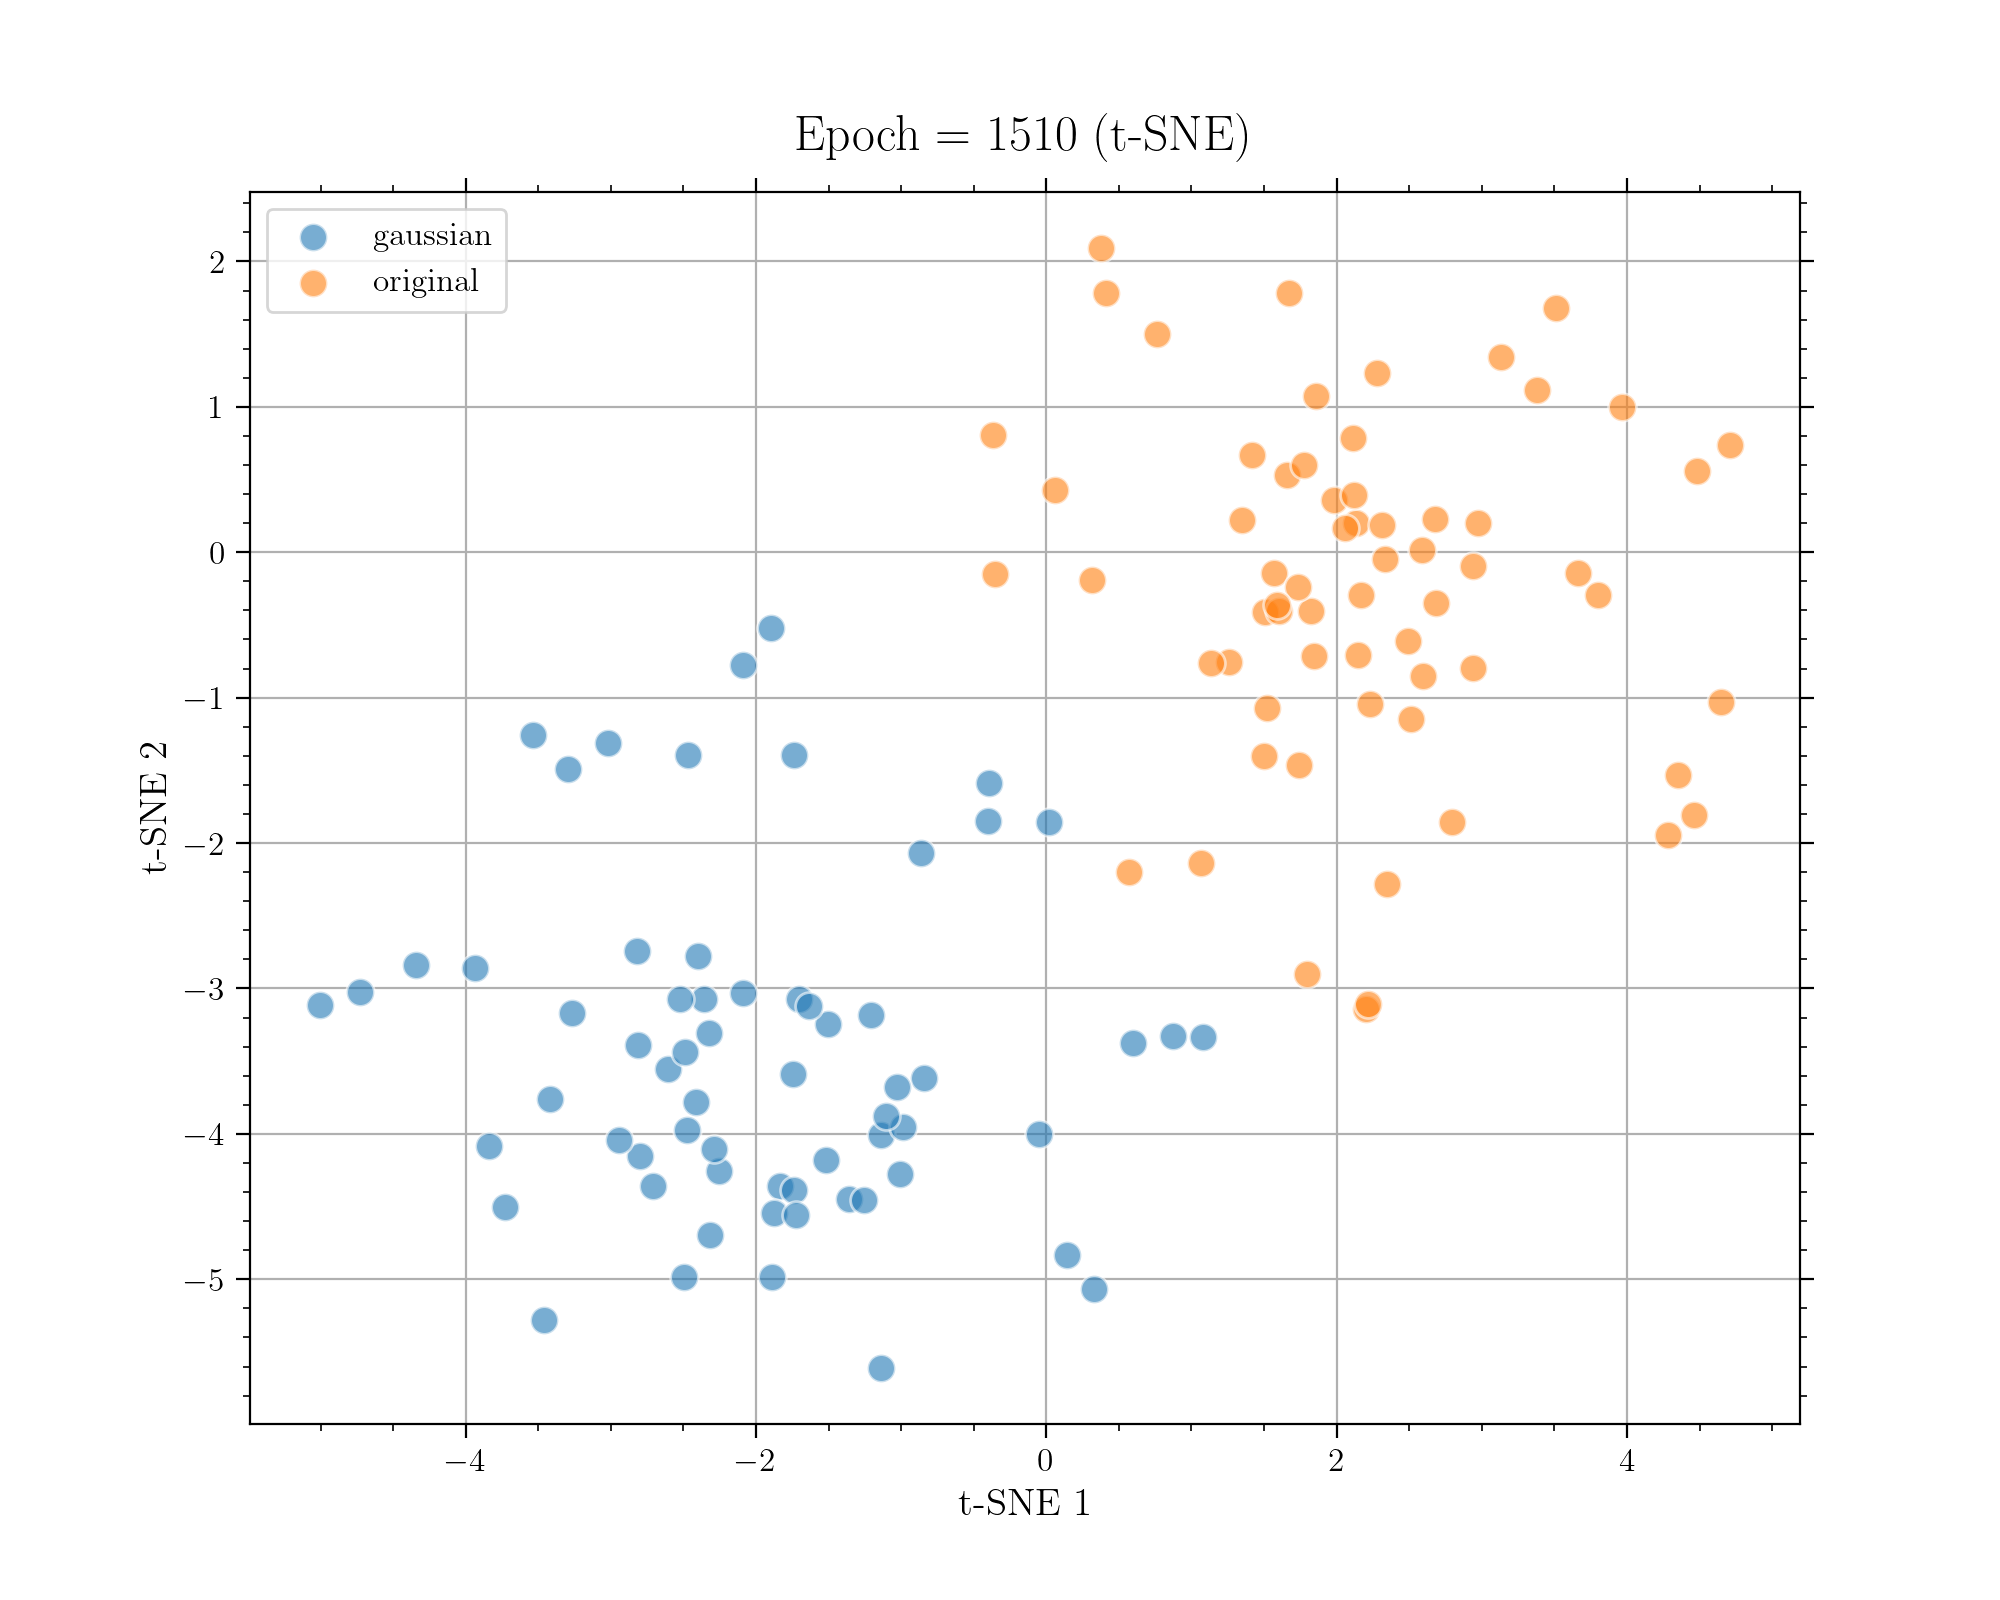 Epoch = 1510 (t-SNE)
gaussian
original
2
1
0
−1
−2
−3
−4
−5
t-SNE 2
−4
−2
0
2
4
t-SNE 1